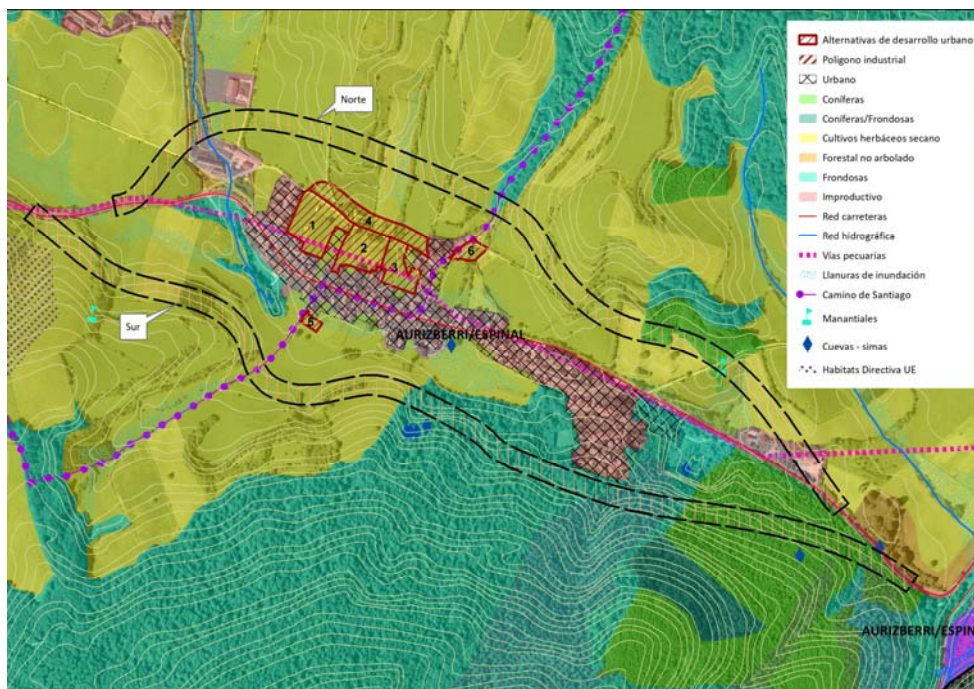 Norte
Sur
1
4
2
3
6
5
AURIZBERRI/ESPINAL
AURIZBERRI/ESPIN
Alternativas de desarrollo urbano
Poligono industrial
Urbano
Coníferas
Coníferas/Frondosas
Cultivos herbáceos secano
Forestal no arbolado
Frondosas
Improductivo
Red carreteras
Red hidrográfica
Vías pecuarias
Llanuras de inundación
Camino de Santiago
Manantiales
Cuevas - simas
Habitats Directiva UE